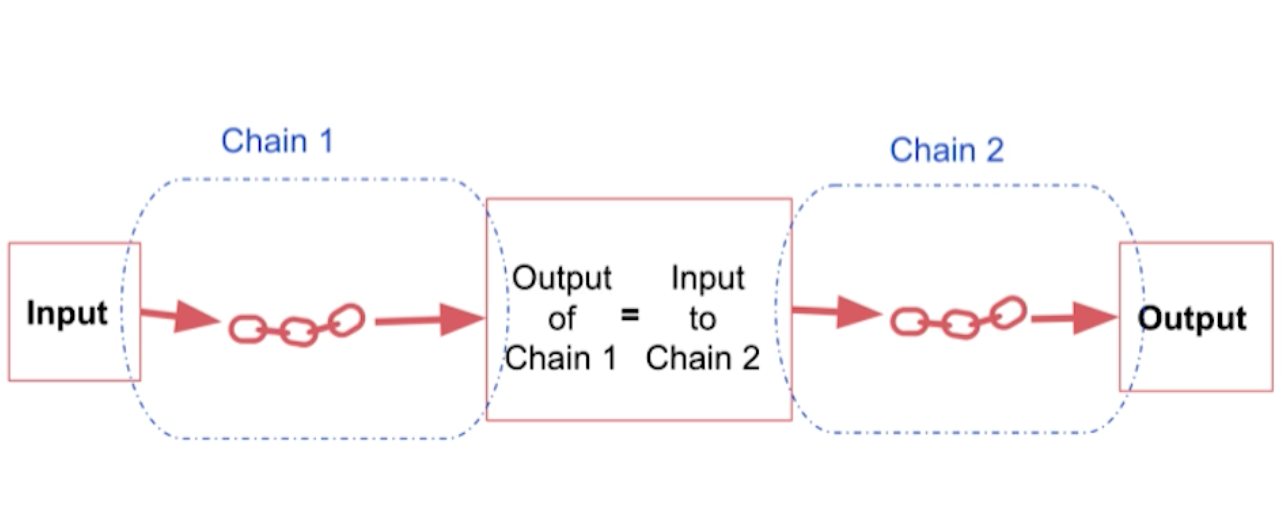 Chain 1
Chain 2
Input
Output
of
Chain 1
=
Input
to
Chain 2
Output